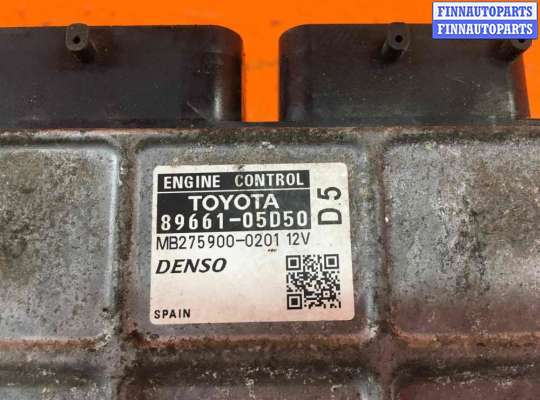 FINNAUTOPARTS
FINNAUTOPARTS
ENGINE CONTROL
TOYOTA
89661-05D50
D5
MB275900-0201 12V
DENSO
SPAIN